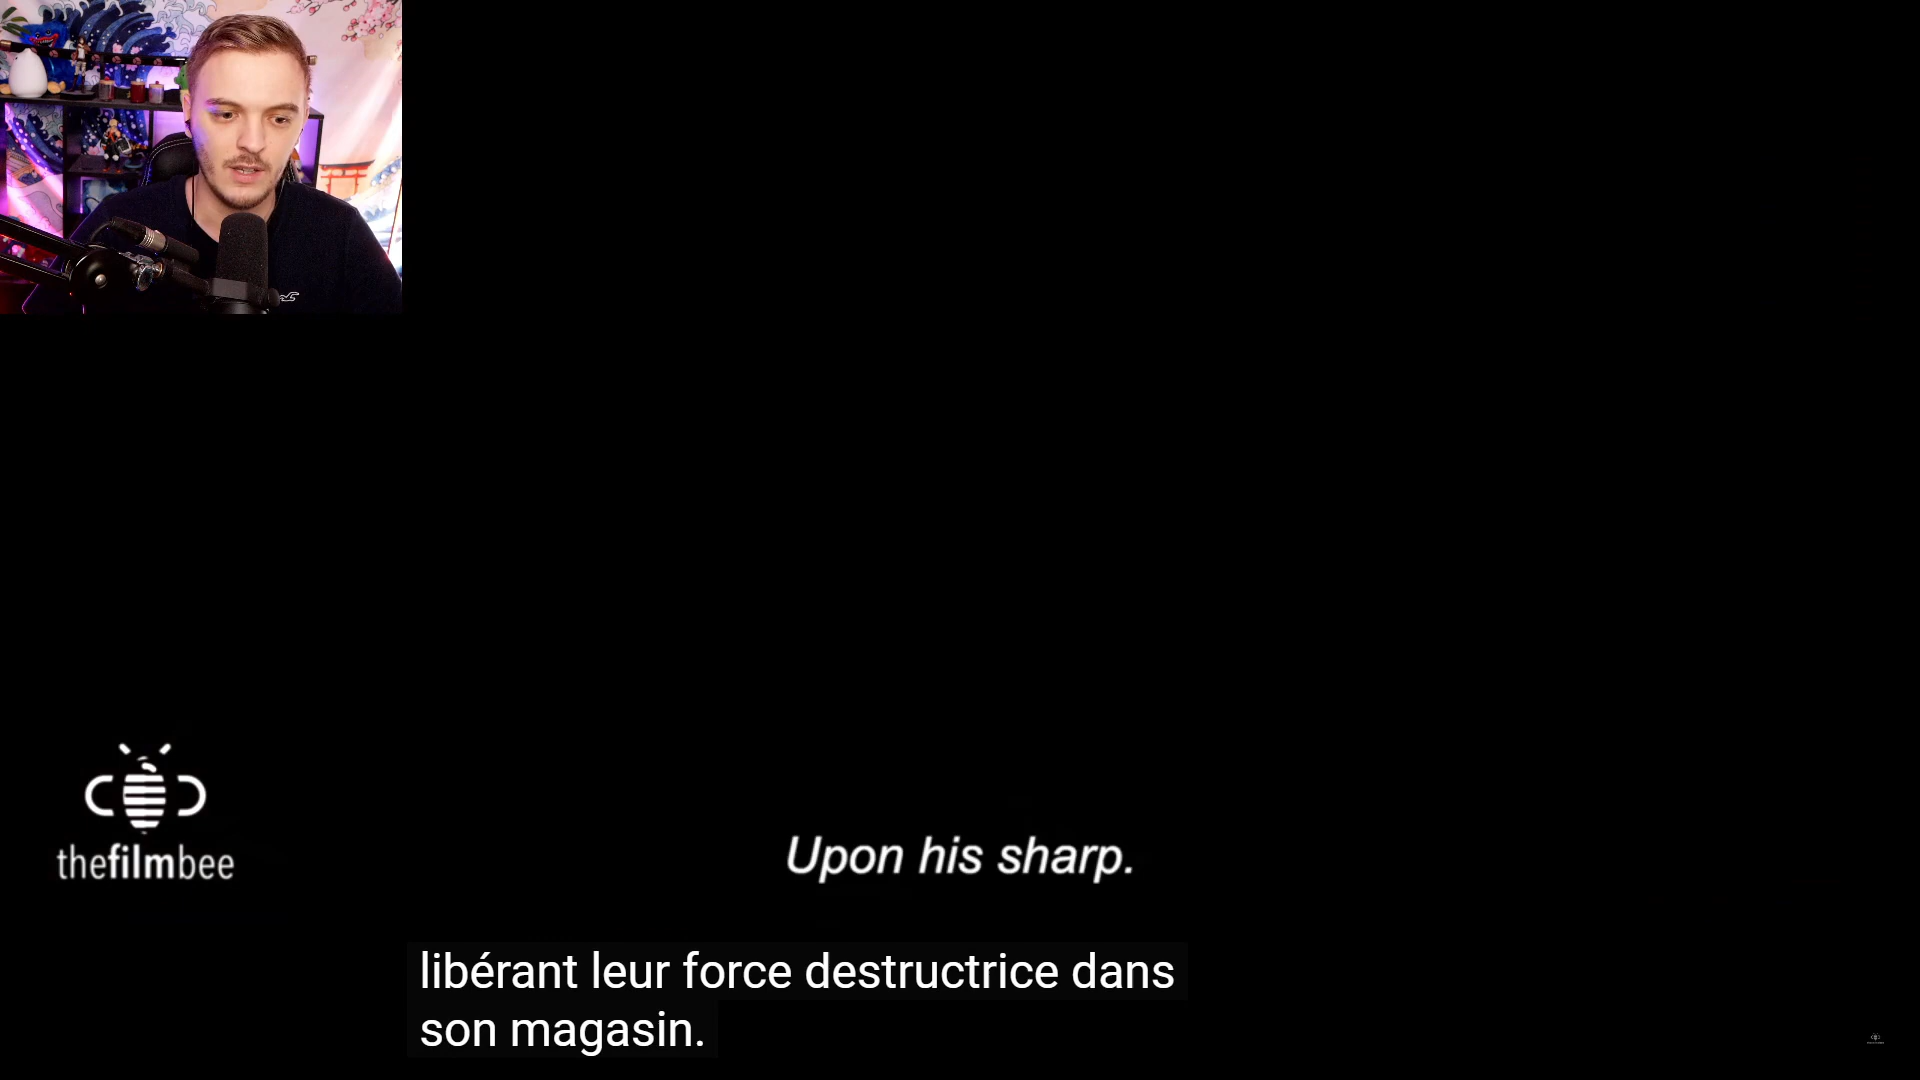 thefilmbee
Upon his sharp.
libérant leur force destructrice dans
son magasin.